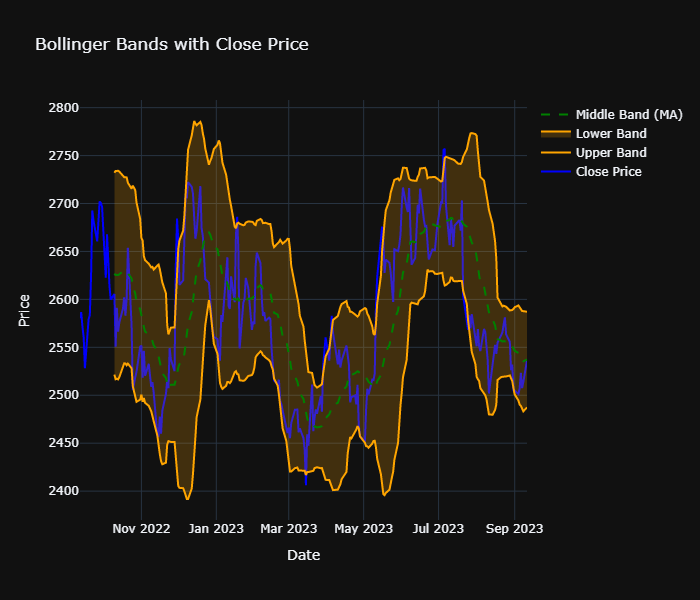 Bollinger Bands with Close Price
Middle Band (MA)
Lower Band
Upper Band
Close Price
2800
2750
2700
2650
2600
2550
2500
2450
2400
Price
Nov 2022 Jan 2023 Mar 2023 May 2023 Jul 2023 Sep 2023
Date